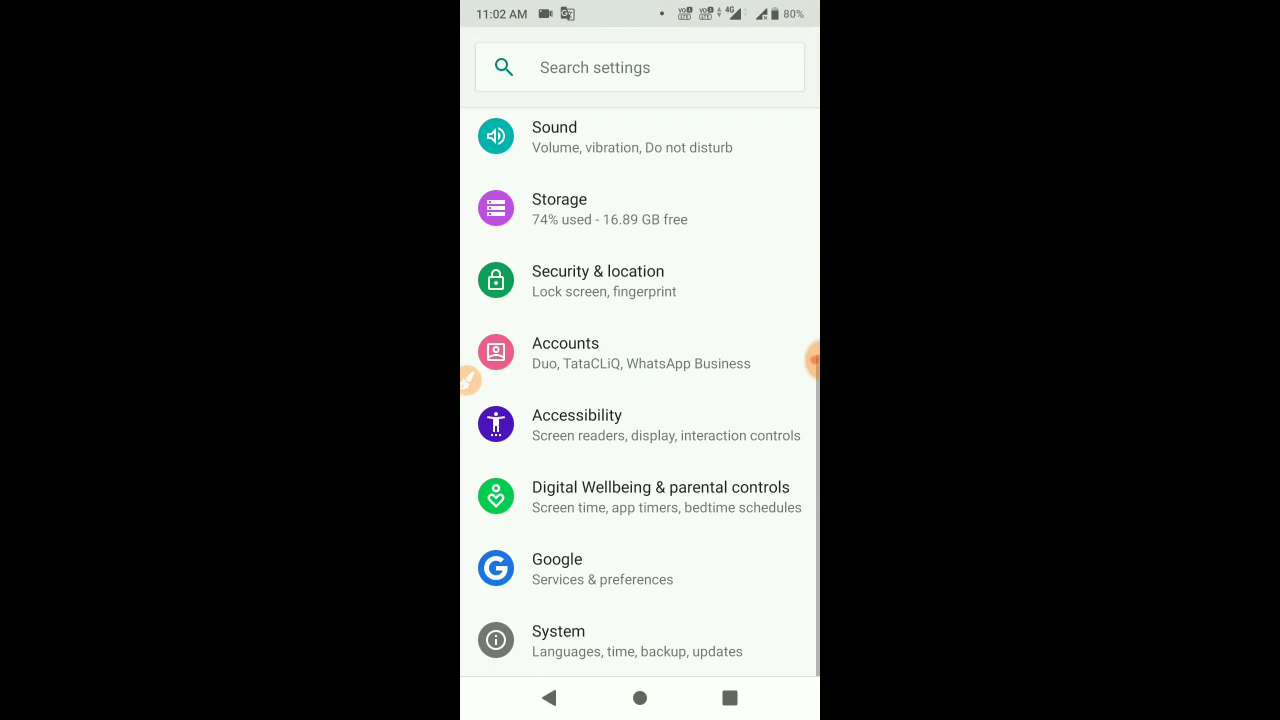 11:02 AM
4G
80%
Search settings
Sound
Volume, vibration, Do not disturb
Storage
74% used - 16.89 GB free
Security & location
Lock screen, fingerprint
Accounts
Duo, TataCLiQ, WhatsApp Business
Accessibility
Screen readers, display, interaction controls
Digital Wellbeing & parental controls
Screen time, app timers, bedtime schedules
Google
Services & preferences
System
Languages, time, backup, updates